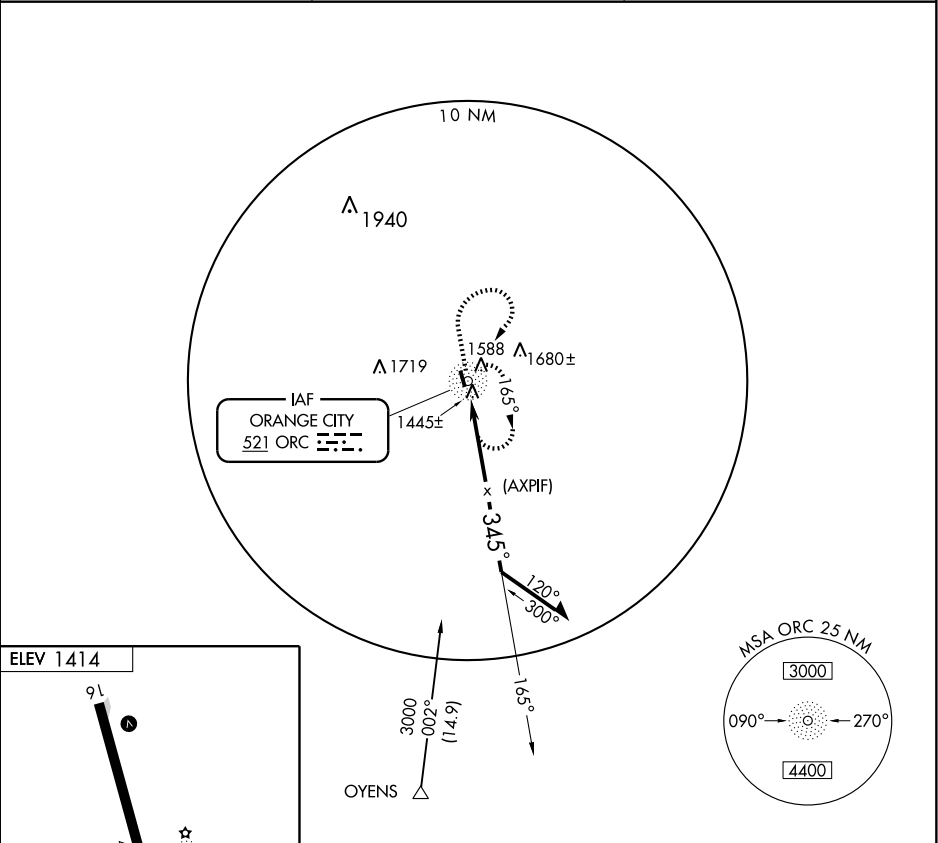 10 NM
1940
1588
1680±
1719
165°
IAF
ORANGE CITY
521 ORC
1445±
(AXPIF)
345°
120°
300°
MSA ORC 25 NM
3000
090°
270°
4400
165°
3000
002°
(14.9)
OYENS
ELEV 1414
16
V